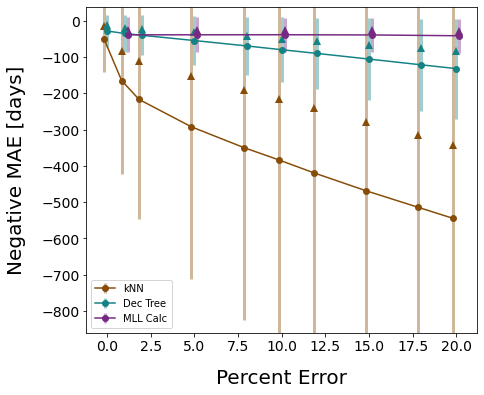 0
−100
−200
−300
−400
−500
−600
−700
−800
Negative MAE [days]
kNN
Dec Tree
MLL Calc
0.0 2.5 5.0 7.5 10.0 12.5 15.0 17.5 20.0
Percent Error